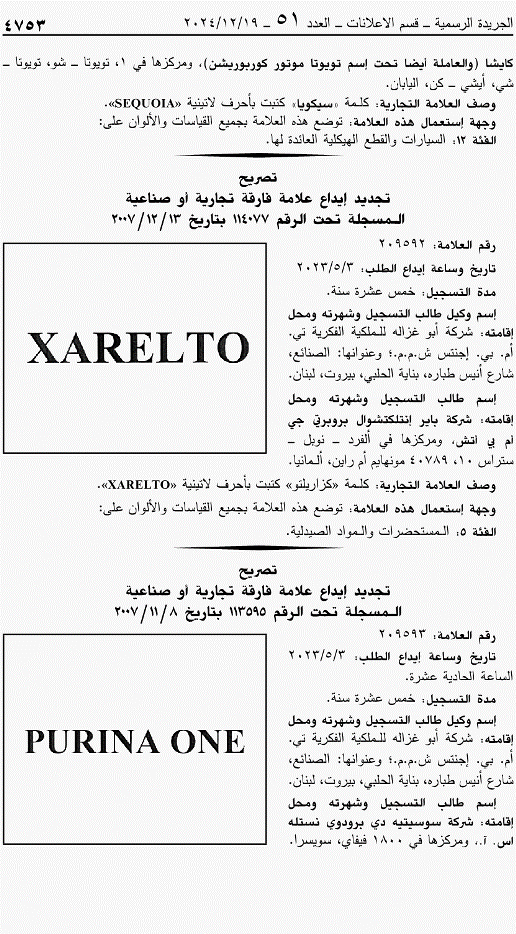 الجريدة الرسمية ـ قسم الاعلانات ـ العدد ٥١ ـ ٢٠٢٤/١٢/١٩
٤٧٥٣
كايشا (والعاملة أيضا تحت إسم تويوتا موتور كوربوريشن)، ومركزها في ١، تويوتا ـ شو، تويوتا ـ
شي، أيشي ـ كن، اليابان.
وصف العلامة التجارية: كلمة «سيكويا» كتبت بأحرف لاتينية «SEQUOIA».
وجهة إستعمال هذه العلامة: توضع هذه العلامة بجميع القياسات والألوان على:
الفئة ١٢: السيارات والقطع الهيكلية العائدة لها.
تصريح
تجديد إيداع علامة فارقة تجارية أو صناعية
المسجلة تحت الرقم ١١٤٠٧٧ بتاريخ ٢٠٠٧/١٢/١٣
رقم العلامة: ٢٠٩٥٩٢
تاريخ وساعة إيداع الطلب: ٢٠٢٣/٥/٣
مدة التسجيل: خمس عشرة سنة.
إسم وكيل طالب التسجيل وشهرته ومحل
إقامته: شركة أبو غزاله للملكية الفكرية تي.
أم. بي. إجنتس ش.م.م.؛ وعنوانها: الصنائع،
شارع أنيس طباره، بناية الحلبي، بيروت، لبنان.
إسم طالب التسجيل وشهرته ومحل
إقامته: شركة باير إنتلكتشوال بروبرتي جي
ام بي اتش، ومركزها في ألفرد ـ نوبل ـ
ستراس ١٠، ٤٠٧٨٩ مونهايم أم راين، ألمانيا.
XARELTO
وصف العلامة التجارية: كلمة «كزاريلتو» كتبت بأحرف لاتينية «XARELTO».
وجهة إستعمال هذه العلامة: توضع هذه العلامة بجميع القياسات والألوان على:
الفئة ٥: المستحضرات والمواد الصيدلية.
تصريح
تجديد إيداع علامة فارقة تجارية أو صناعية
المسجلة تحت الرقم ١١٣٥٩٥ بتاريخ ٢٠٠٧/١١/٨
رقم العلامة: ٢٠٩٥٩٣
تاريخ وساعة إيداع الطلب: ٢٠٢٣/٥/٣
الساعة الحادية عشرة.
مدة التسجيل: خمس عشرة سنة.
إسم وكيل طالب التسجيل وشهرته ومحل
إقامته: شركة أبو غزاله للملكية الفكرية تي.
أم. بي. إجنتس ش.م.م.؛ وعنوانها: الصنائع،
شارع أنيس طباره، بناية الحلبي، بيروت، لبنان.
إسم طالب التسجيل وشهرته ومحل
إقامته: شركة سوسيتيه دي برودوي نستله
اس. آ.، ومركزها في ١٨٠٠ فيفاي، سويسرا.
PURINA ONE